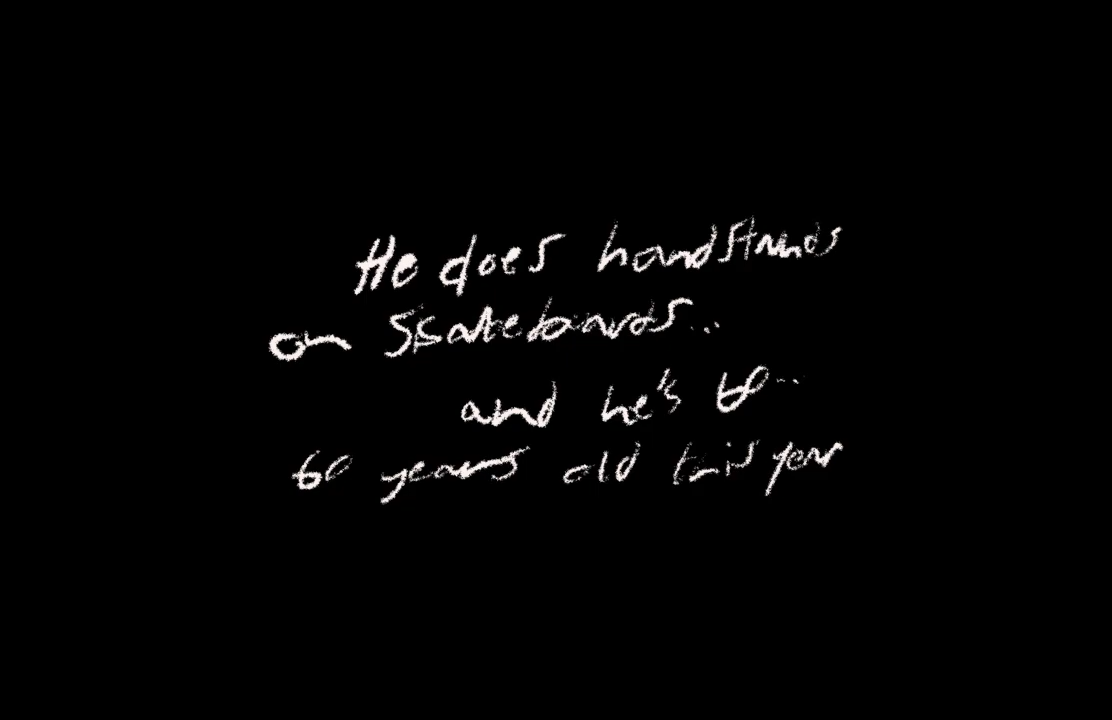 He does handstands
on Skateboards...
and he's 60...
60 years old this year